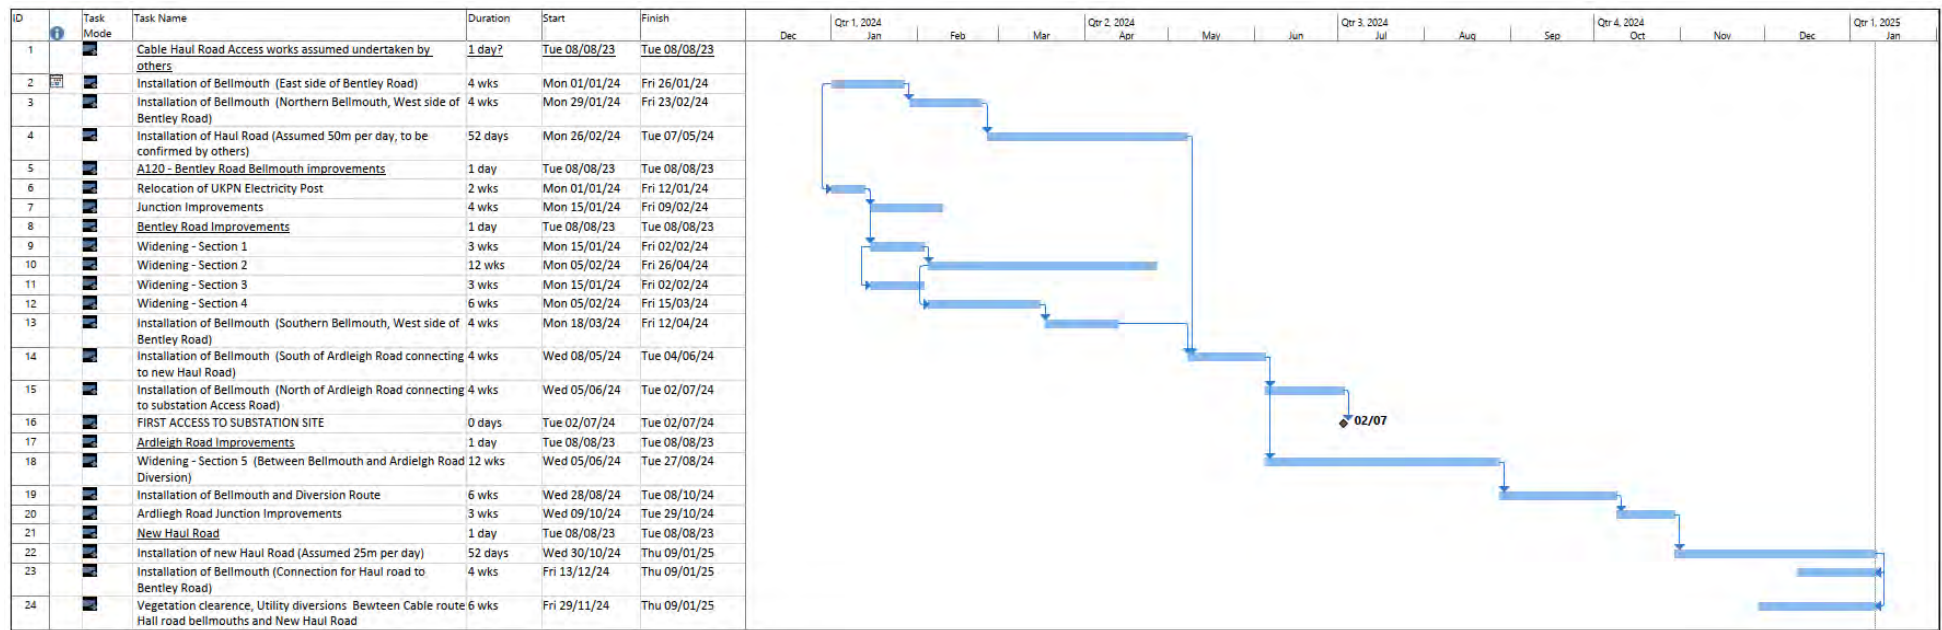 ID Task Mode Task Name Duration Start Finish
Qtr 1, 2024 Qtr 2, 2024 Qtr 3, 2024 Qtr 4, 2024 Qtr 1, 2025
Dec Jan Feb Mar Apr May Jun Jul Aug Sep Oct Nov Dec Jan
1 Cable Haul Road Access works assumed undertaken by 1 day? Tue 08/08/23 Tue 08/08/23
others
2 Installation of Bellmouth (East side of Bentley Road) 4 wks Mon 01/01/24 Fri 26/01/24
3 Installation of Bellmouth (Northern Bellmouth, West side of 4 wks Mon 29/01/24 Fri 23/02/24
Bentley Road)
4 Installation of Haul Road (Assumed 50m per day, to be 52 days Mon 26/02/24 Tue 07/05/24
confirmed by others)
5 A120 - Bentley Road Bellmouth improvements 1 day Tue 08/08/23 Tue 08/08/23
6 Relocation of UKPN Electricity Post 2 wks Mon 01/01/24 Fri 12/01/24
7 Junction Improvements 4 wks Mon 15/01/24 Fri 09/02/24
8 Bentley Road Improvements 1 day Tue 08/08/23 Tue 08/08/23
9 Widening - Section 1 3 wks Mon 15/01/24 Fri 02/02/24
10 Widening - Section 2 12 wks Mon 05/02/24 Fri 26/04/24
11 Widening - Section 3 3 wks Mon 15/01/24 Fri 02/02/24
12 Widening - Section 4 6 wks Mon 05/02/24 Fri 15/03/24
13 Installation of Bellmouth (Southern Bellmouth, West side of 4 wks Mon 18/03/24 Fri 12/04/24
Bentley Road)
14 Installation of Bellmouth (South of Ardleigh Road connecting 4 wks Wed 08/05/24 Tue 04/06/24
to new Haul Road)
15 Installation of Bellmouth (North of Ardleigh Road connecting 4 wks Wed 05/06/24 Tue 02/07/24
to substation Access Road)
16 FIRST ACCESS TO SUBSTATION SITE 0 days Tue 02/07/24 Tue 02/07/24 02/07
17 Ardleigh Road Improvements 1 day Tue 08/08/23 Tue 08/08/23
18 Widening - Section 5 (Between Bellmouth and Ardielgh Road 12 wks Wed 05/06/24 Tue 27/08/24
Diversion)
19 Installation of Bellmouth and Diversion Route 6 wks Wed 28/08/24 Tue 08/10/24
20 Ardliegh Road Junction Improvements 3 wks Wed 09/10/24 Tue 29/10/24
21 New Haul Road 1 day Tue 08/08/23 Tue 08/08/23
22 Installation of new Haul Road (Assumed 25m per day) 52 days Wed 30/10/24 Thu 09/01/25
23 Installation of Bellmouth (Connection for Haul road to 4 wks Fri 13/12/24 Thu 09/01/25
Bentley Road)
24 Vegetation clearence, Utility diversions Bewteen Cable route 6 wks Fri 29/11/24 Thu 09/01/25
Hall road bellmouths and New Haul Road